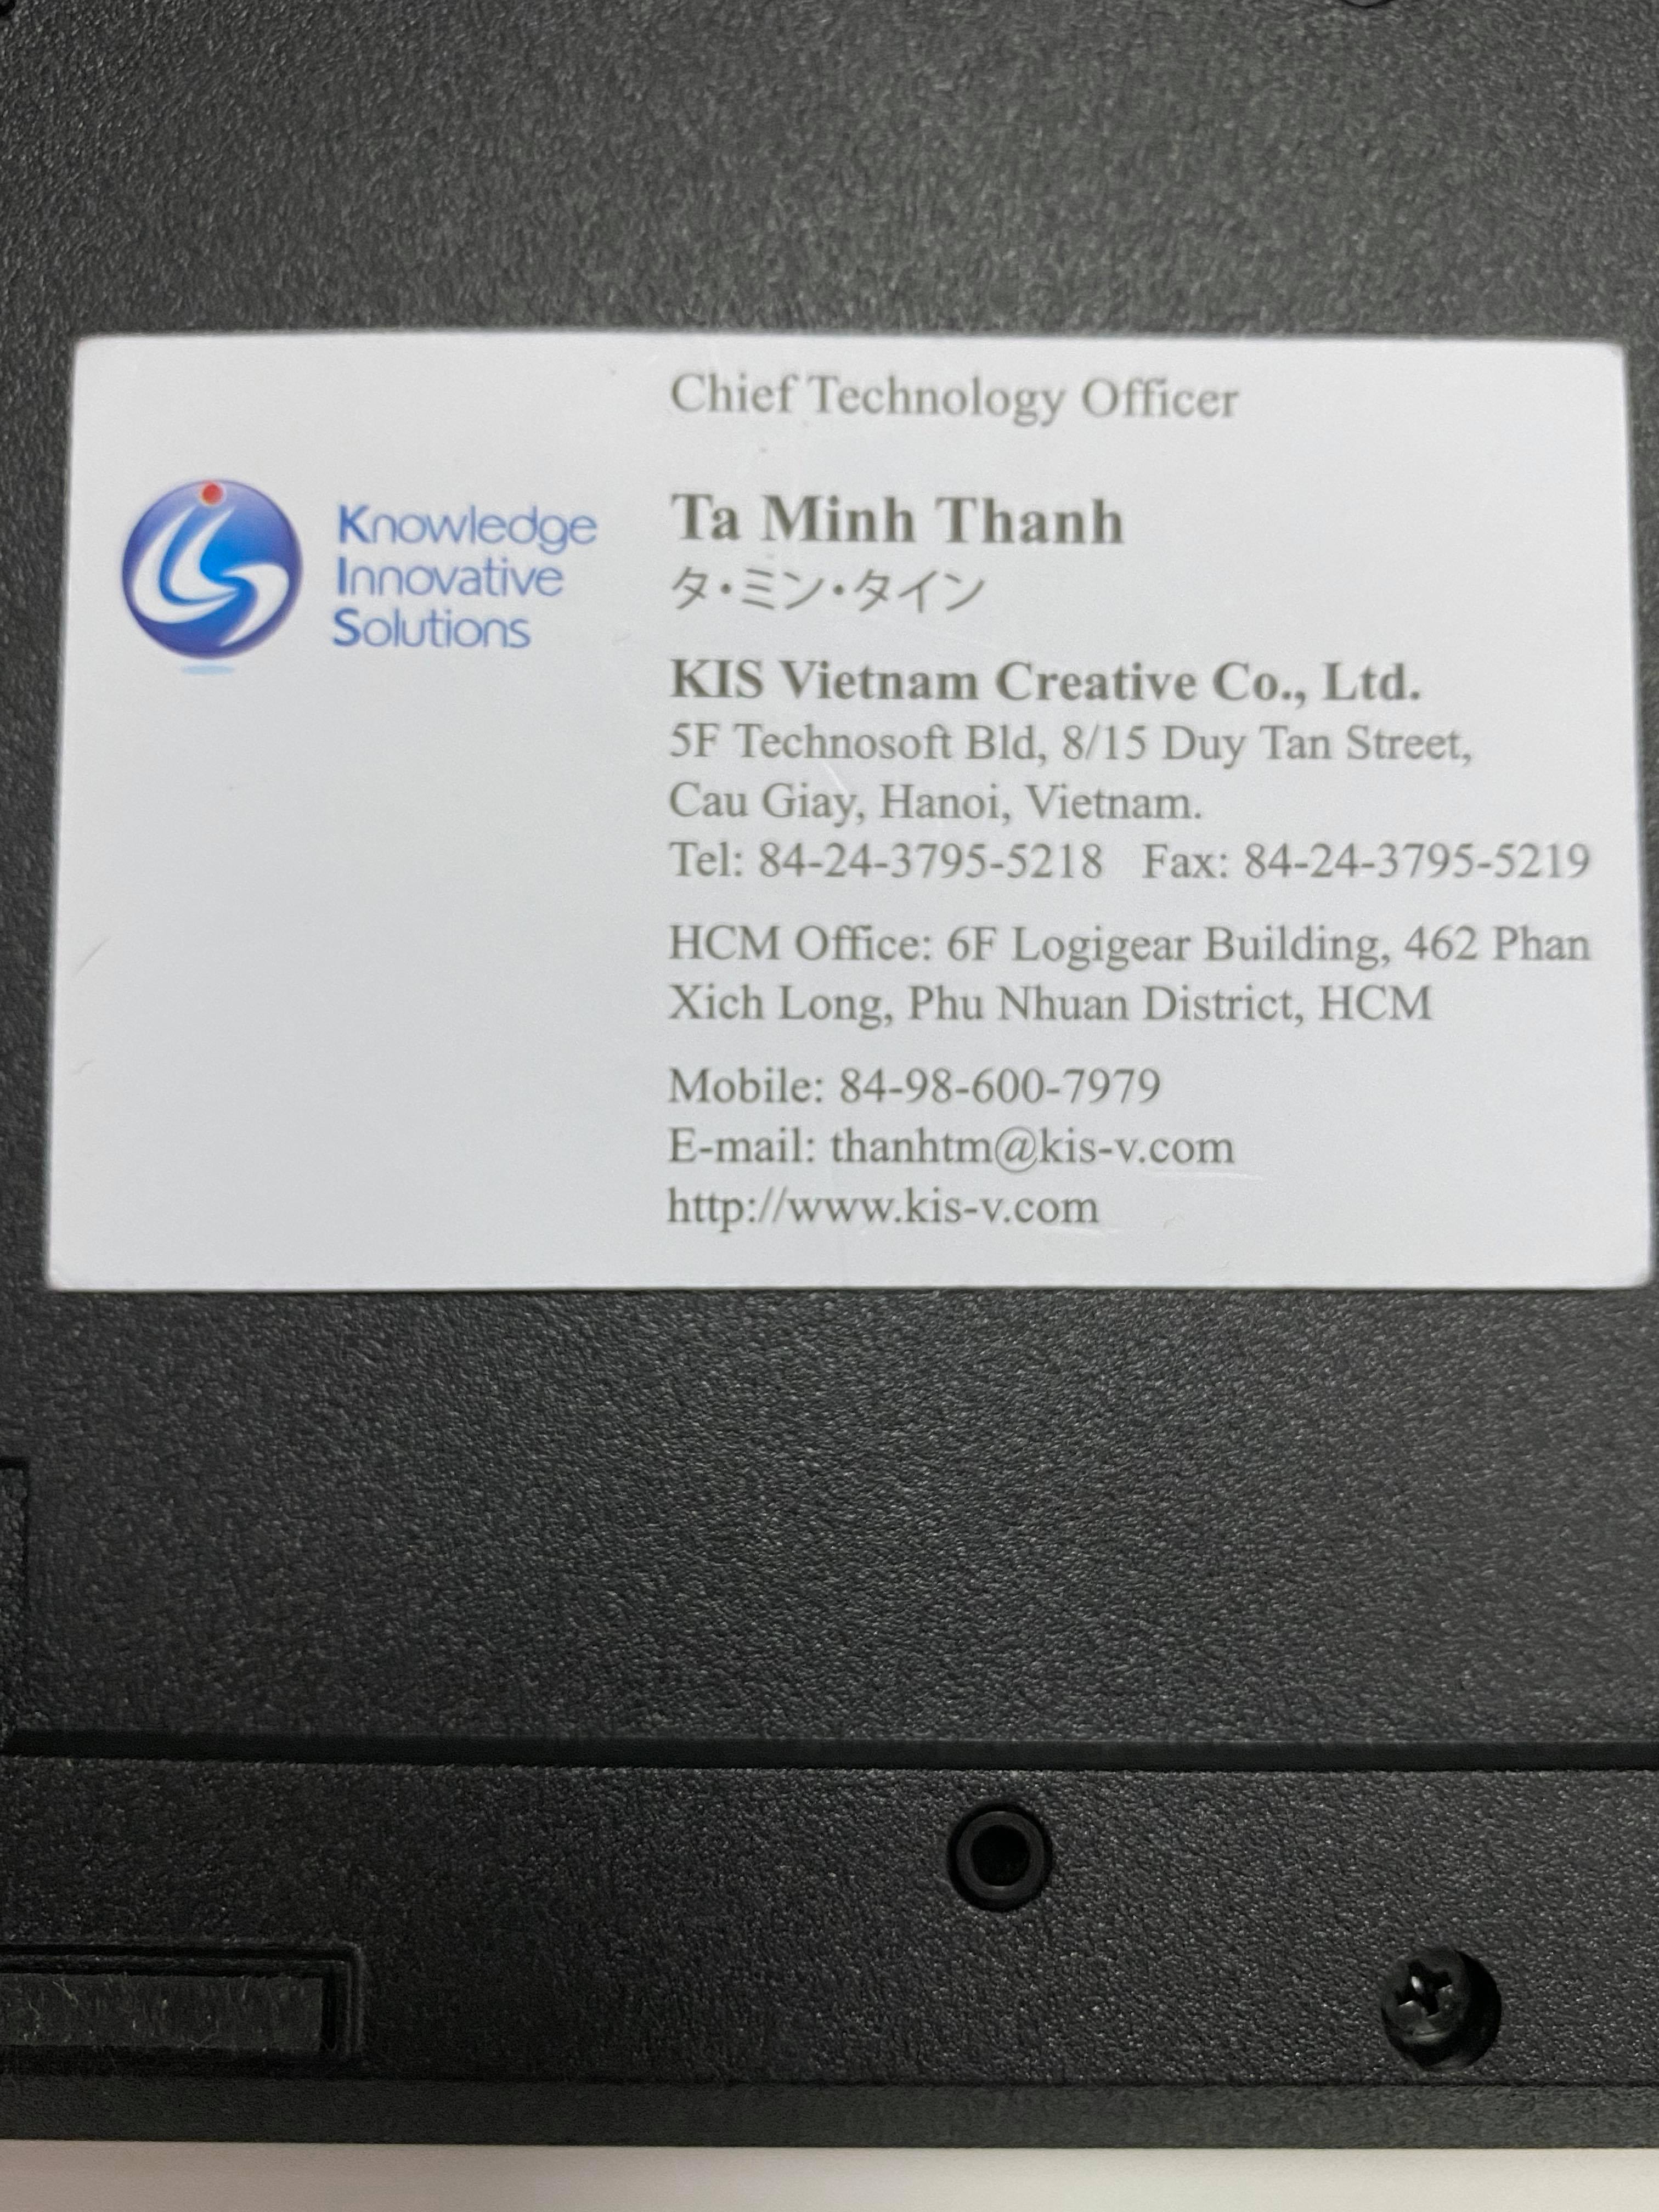 Chief Technology Officer
Knowledge
Innovative
Solutions
Ta Minh Thanh
タ・ミン・タイン
KIS Vietnam Creative Co., Ltd.
5F Technosoft Bld, 8/15 Duy Tan Street,
Cau Giay, Hanoi, Vietnam.
Tel: 84-24-3795-5218   Fax: 84-24-3795-5219
HCM Office: 6F Logigear Building, 462 Phan
Xich Long, Phu Nhuan District, HCM
Mobile: 84-98-600-7979
E-mail: thanhtm@kis-v.com
http://www.kis-v.com